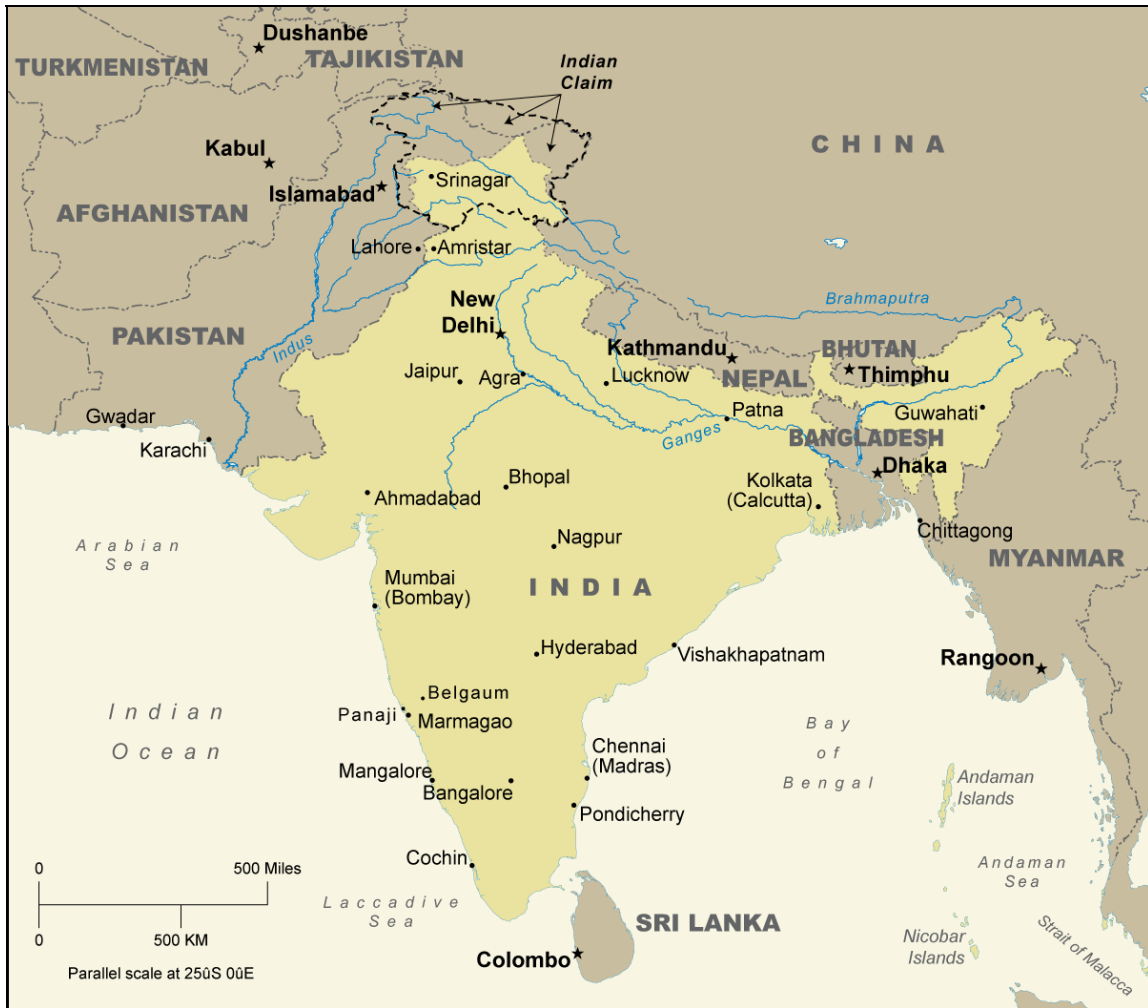 Dushanbe
TURKMENISTAN
TAJIKISTAN
Indian
Claim
CHINA
Kabul
Islamabad
Srinagar
AFGHANISTAN
Lahore
Amristar
New
Delhi
Brahmaputra
PAKISTAN
Indus
Kathmandu
BHUTAN
Thimphu
Jaipur
Agra
Lucknow
NEPAL
Gwadar
Patna
Guwahati
Karachi
Ganges
BANGLADESH
Dhaka
Bhopal
Kolkata
(Calcutta)
Ahmadabad
Chittagong
Arabian
Sea
Nagpur
MYANMAR
INDIA
Mumbai
(Bombay)
Hyderabad
Vishakhapatnam
Rangoon
Belgaum
Panaji
Marmagao
Indian
Ocean
Bay
of
Bengal
Chennai
(Madras)
Mangalore
Bangalore
Andaman
Islands
Pondicherry
Cochin
0
500 Miles
Andaman
Sea
Laccadive
Sea
SRI LANKA
0
500 KM
Nicobar
Islands
Strait of Malacca
Colombo
Parallel scale at 25ûS 0ûE